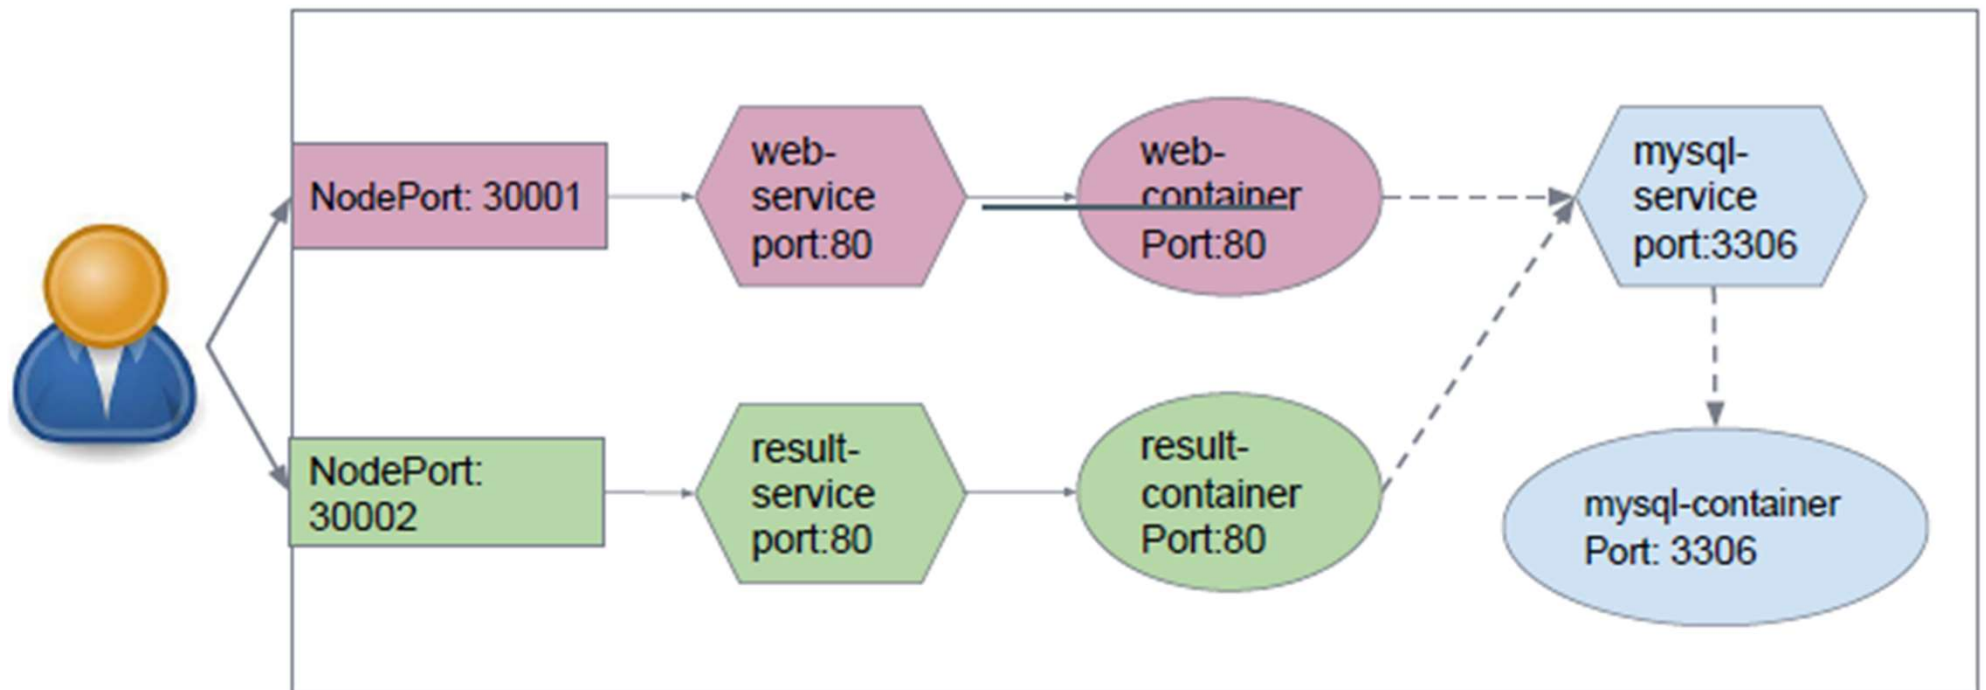 NodePort: 30001
web-
service
port:80
web-
container
Port:80
mysql-
service
port:3306
NodePort:
30002
result-
service
port:80
result-
container
Port:80
mysql-container
Port: 3306